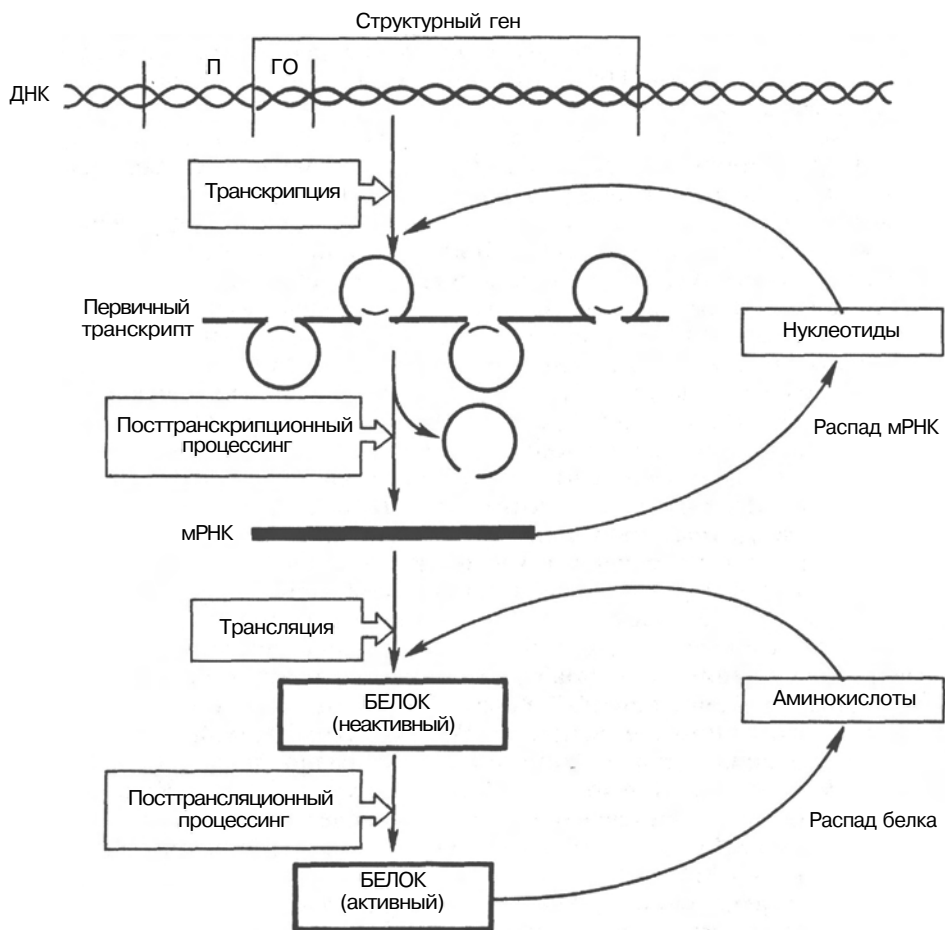 Структурный ген
П
ГО
ДНК
Транскрипция
Первичный
транскрипт
Нуклеотиды
Посттранскрипционный
процессинг
Распад мРНК
мРНК
Трансляция
БЕЛОК
(неактивный)
Аминокислоты
Посттрансляционный
процессинг
Распад белка
БЕЛОК
(активный)